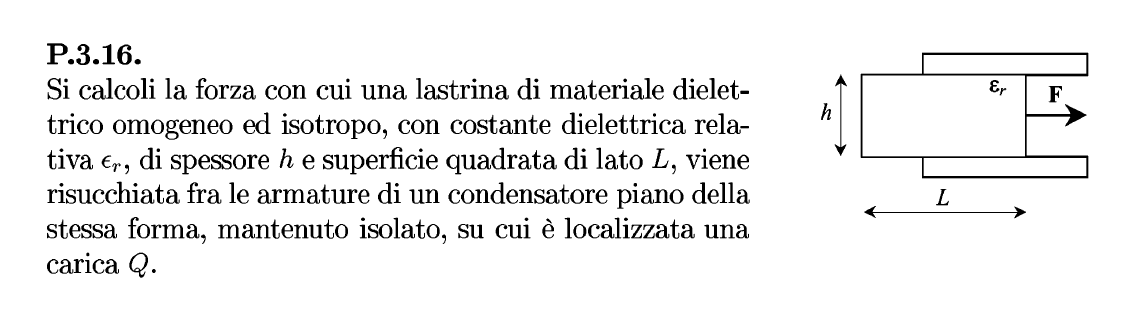 P.3.16.
Si calcoli la forza con cui una lastrina di materiale dielet-
trico omogeneo ed isotropo, con costante dielettrica rela-
tiva ϵr, di spessore h e superficie quadrata di lato L, viene
risucchiata fra le armature di un condensatore piano della
stessa forma, mantenuto isolato, su cui è localizzata una
carica Q.
εr
F
h
L